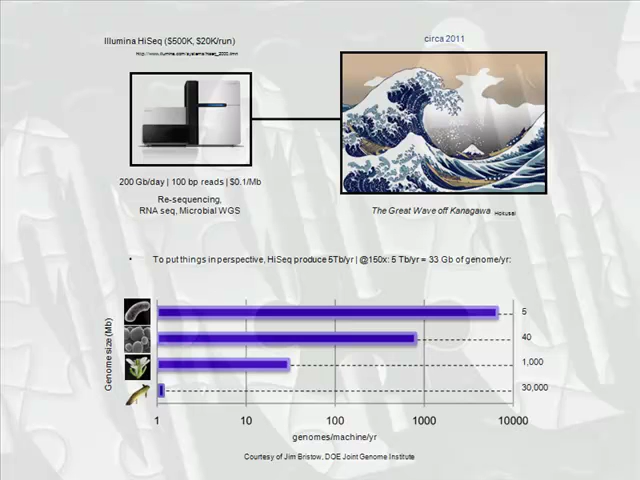 Illumina HiSeq ($500K, $20K/run)
circa 2011
200 Gb/day | 100 bp reads | $0.1/Mb
Re-sequencing,
RNA seq, Microbial WGS
The Great Wave off Kanagawa Hokusai
• To put things in perspective, HiSeq produce 5Tb/yr | @150x: 5 Tb/yr = 33 Gb of genome/yr:
Genome size (Mb)
5
40
1,000
30,000
1 10 100 1000 10000
genomes/machine/yr
Courtesy of Jim Bristow, DOE Joint Genome Institute